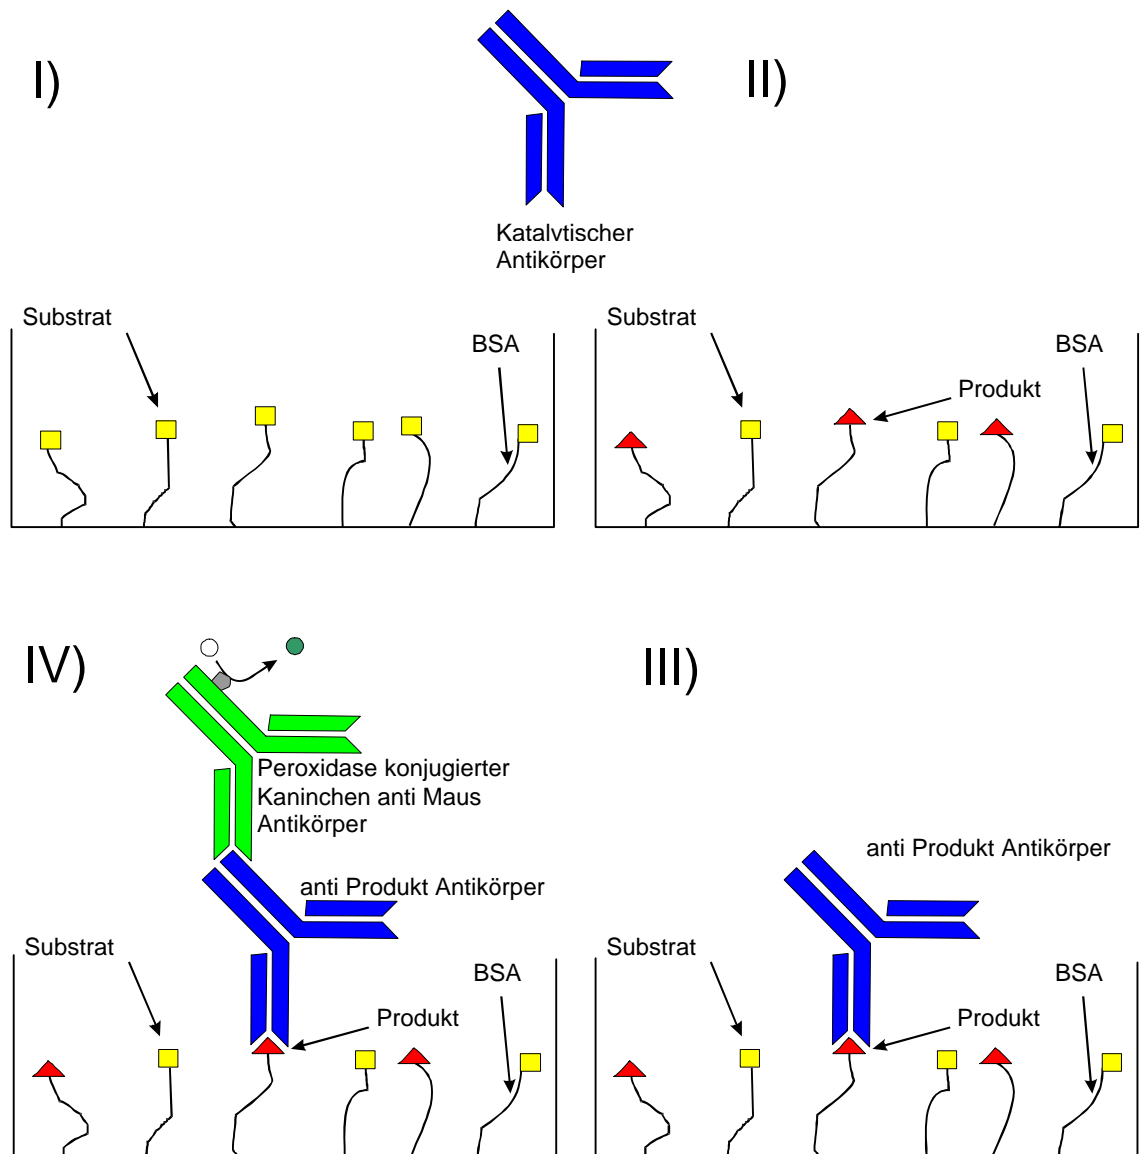 I)
II)
Katalvtischer
Antikörper
Substrat
BSA
Substrat
BSA
Produkt
IV)
III)
Peroxidase konjugierter
Kaninchen anti Maus
Antikörper
anti Produkt Antikörper
Substrat
BSA
Produkt
anti Produkt Antikörper
Substrat
BSA
Produkt